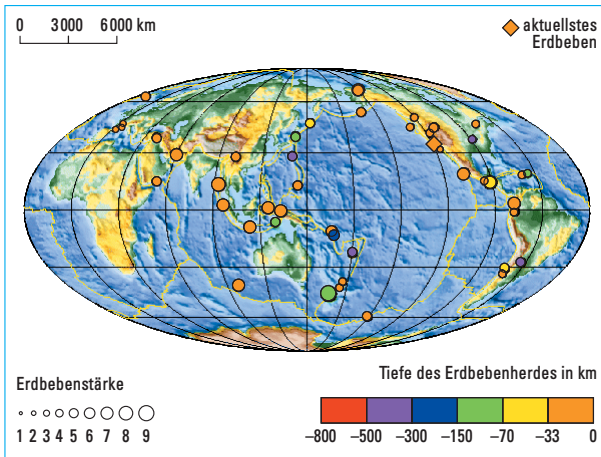 0 3000 6000 km
aktuellstes
Erdbeben
Erdbebenstärke
1 2 3 4 5 6 7 8 9
Tiefe des Erdbebenherdes in km
–800 –500 –300 –150 –70 –33 0